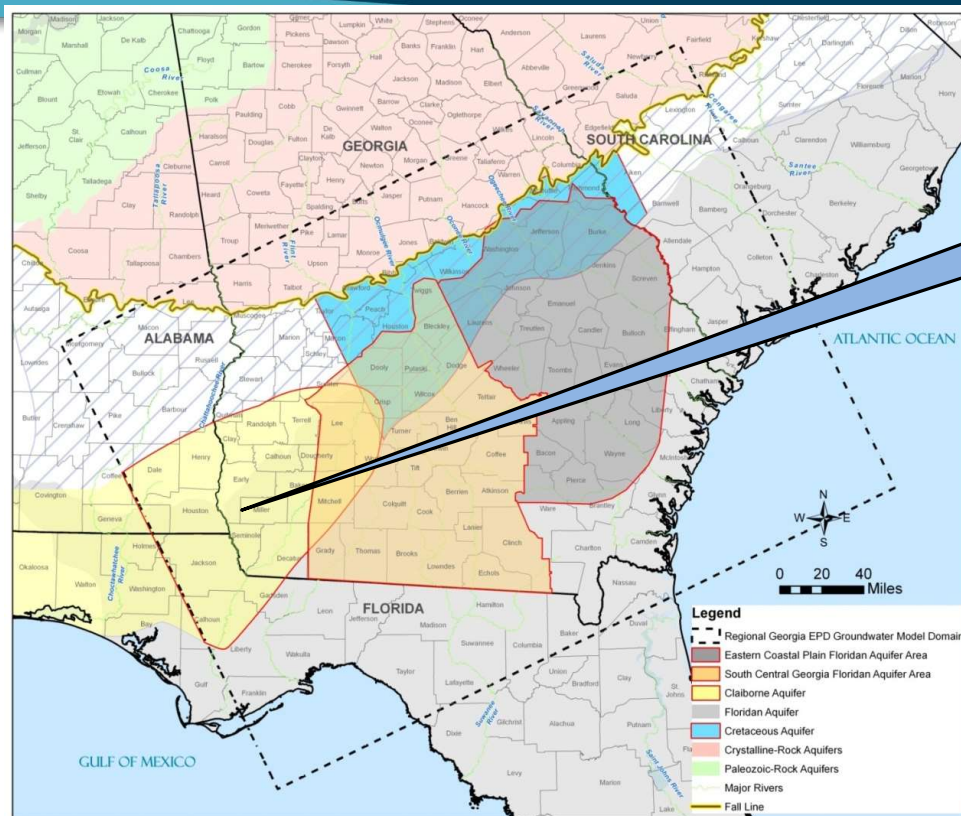 Chattooga
Gordon
Pickens
Dawson
Hall
Banks
Franklin
Hart
Anderson
Laurens
Union
Fairfield
Kershaw
Chesterfield
Darlington
Dillon
Morgan
Marshall
De Kalb
Floyd
Bartow
Cherokee
Forsyth
Jackson
Madison
Elbert
Abbeville
Greenwood
Newberry
Saluda River
Lee
Florence
Marion
Horry
Cullman
Blount
Etowah
Cherokee
Coosa River
Polk
Paulding
Cobb
Gwinnett
Barrow
Clarke
Oconee
Oglethorpe
Wilkes
Lincoln
Saluda
Lexington
Congaree River
Sumter
Clarendon
Williamsburg
St. Clair
Calhoun
Haralson
Douglas
Fulton
De Kalb
Walton
Morgan
Greene
Taliaferro
Savannah River
Edgefield
Calhoun
Santee River
Georgetown
Jefferson
Cleburne
Carroll
Clayton
Henry
Newton
Warren
Columbia
GEORGIA
SOUTH CAROLINA
Orangeburg
Berkeley
Shelby
Talladega
Tallapoosa River
Clay
Randolph
Heard
Coweta
Fayette
Spalding
Butts
Jasper
Putnam
Hancock
Richmond
Aiken
Barnwell
Bamberg
Dorchester
Coosa
Tallapoosa
Chambers
Troup
Meriwether
Pike
Lamar
Upson
Monroe
Jones
Flint River
Ocmulgee River
Oconee River
Ogeechee River
Washington
Jefferson
Burke
Allendale
Hampton
Colleton
Charleston
Autauga
Elmore
Lee
Harris
Talbot
Crawford
Peach
Houston
Twiggs
Wilkinson
Johnson
Jenkins
Screven
Jasper
Montgomery
Macon
Russell
Muscogee
Marion
Macon
Schley
Bleckley
Laurens
Emanuel
Treutlen
Candler
Bulloch
Effingham
ALABAMA
ATLANTIC OCEAN
Lowndes
Bullock
Stewart
Chattahoochee River
Sumter
Dooly
Pulaski
Dodge
Wheeler
Toombs
Evans
Chatham
Butler
Crenshaw
Pike
Barbour
Quitman
Randolph
Terrell
Lee
Crisp
Wilcox
Telfair
Turner
Ben Hill
Appling
Long
Liberty
McIntosh
Clay
Calhoun
Dougherty
Tift
Coffee
Bacon
Wayne
Henry
Early
Baker
Mitchell
Berrien
Atkinson
Pierce
Glynn
Coffee
Dale
Covington
Geneva
Houston
Miller
Seminole
Decatur
Colquitt
Cook
Lanier
Ware
Brantley
Camden
Grady
Thomas
Brooks
Lowndes
Clinch
Echols
Charlton
N
W E
S
0 20 40
Miles
Okaloosa
Walton
Holmes
Washington
Jackson
Choctawhatchee River
Bay
Calhoun
Gadsden
Leon
Jefferson
Madison
Hamilton
Columbia
Baker
Nassau
Duval
FLORIDA
Liberty
Wakulla
Gulf
Franklin
Taylor
Suwannee
Lafayette
Union
Bradford
Clay
St. Johns
Dixie
Gilchrist
Alachua
Putnam
Suwannee River
Saint Johns River
Levy
Marion
Lake
GULF OF MEXICO
Legend
Regional Georgia EPD Groundwater Model Domain
Eastern Coastal Plain Floridan Aquifer Area
South Central Georgia Floridan Aquifer Area
Claiborne Aquifer
Floridan Aquifer
Cretaceous Aquifer
Crystalline-Rock Aquifers
Paleozoic-Rock Aquifers
Major Rivers
Fall Line